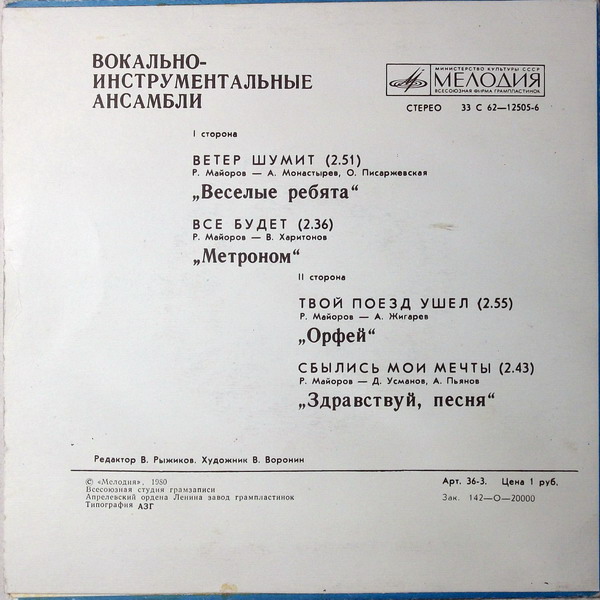 ВОКАЛЬНО-
ИНСТРУМЕНТАЛЬНЫЕ
АНСАМБЛИ
МИНИСТЕРСТВО КУЛЬТУРЫ СССР
МЕЛОДИЯ
ВСЕСОЮЗНАЯ ФИРМА ГРАМПЛАСТИНОК
СТЕРЕО 33 С 62—12505-6
I сторона
ВЕТЕР ШУМИТ (2.51)
Р. Майоров — А. Монастырев, О. Писаржевская
„Веселые ребята“
ВСЕ БУДЕТ (2.36)
Р. Майоров — В. Харитонов
„Метроном“
II сторона
ТВОЙ ПОЕЗД УШЕЛ (2.55)
Р. Майоров — А. Жигарев
„Орфей“
СБЫЛИСЬ МОИ МЕЧТЫ (2.43)
Р. Майоров — Д. Усманов, А. Пьянов
„Здравствуй, песня“
Редактор В. Рыжиков. Художник В. Воронин
© «Мелодия», 1980
Всесоюзная студия грамзаписи
Апрелевский ордена Ленина завод грампластинок
Типография АЗГ
Арт. 36-3. Цена 1 руб.
Зак. 142—О—20000